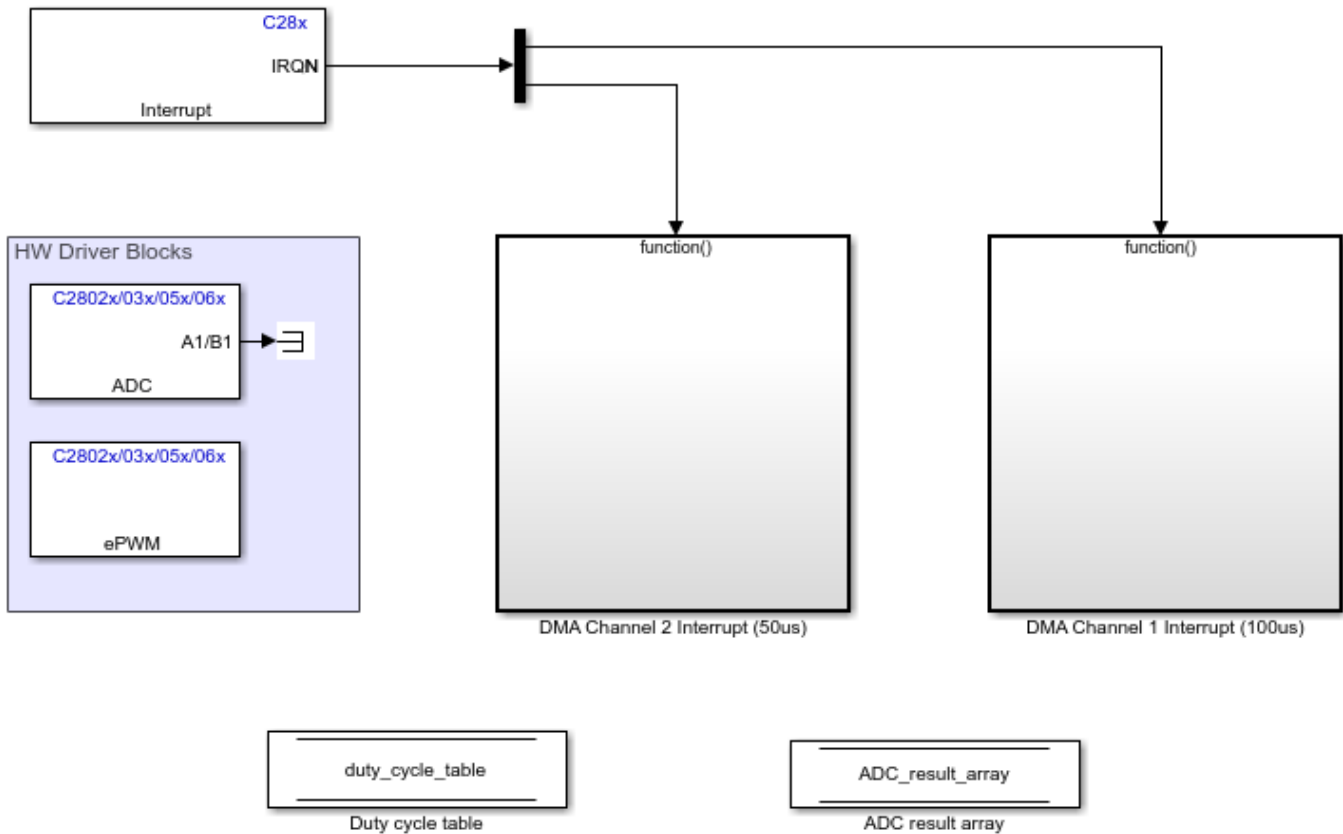 C28x
IRQN
Interrupt
HW Driver Blocks
C2802x/03x/05x/06x
A1/B1
ADC
C2802x/03x/05x/06x
ePWM
function()
DMA Channel 2 Interrupt (50us)
function()
DMA Channel 1 Interrupt (100us)
duty_cycle_table
Duty cycle table
ADC_result_array
ADC result array